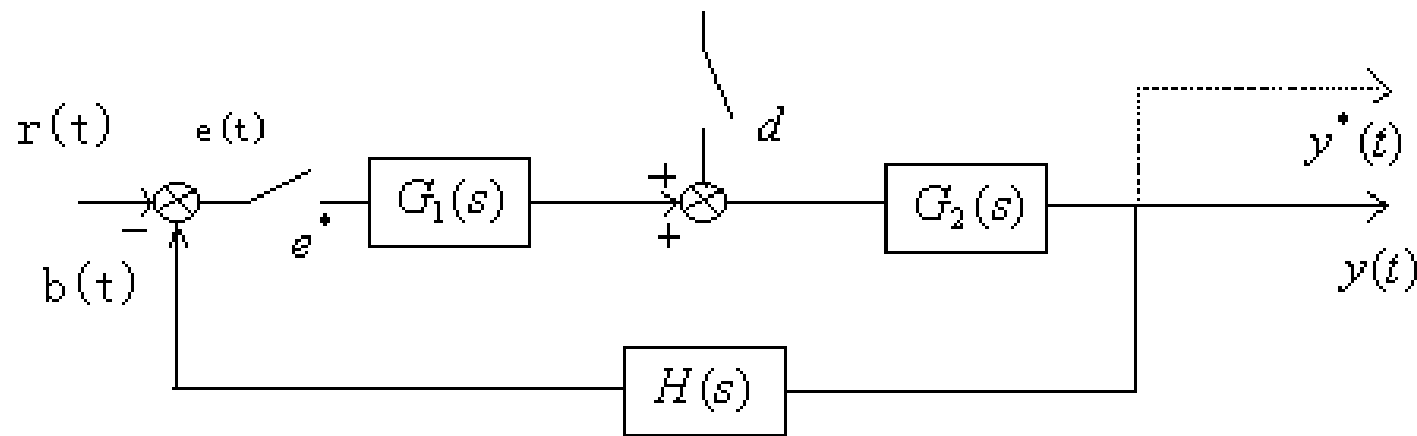 r(t)
e(t)
d
y*(t)
+
G₁(s)
G₂(s)
−
e*
+
b(t)
y(t)
H(s)